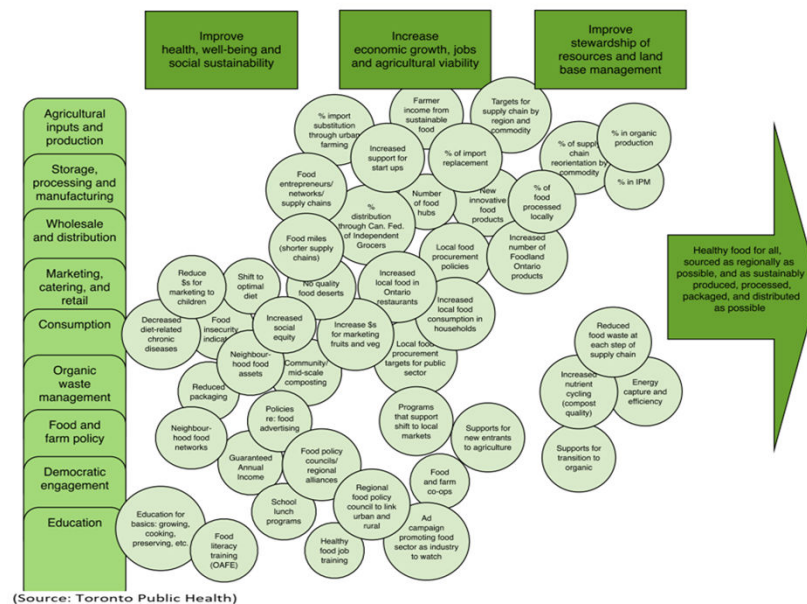 Improve
health, well-being and
social sustainability
Increase
economic growth, jobs
and agricultural viability
Improve
stewardship of
resources and land
base management
Agricultural
inputs and
production
Storage,
processing and
manufacturing
Wholesale and
distribution
Marketing,
catering, and
retail
Consumption
Organic
waste
management
Food and
farm policy
Democratic
engagement
Education
% import
substitution
through urban
farming
Farmer
income from
sustainable
food
Targets for
supply chain by
region and
commodity
Increased
support for
start ups
% of import
replacement
% of supply
chain
reorientation by
commodity
% in organic
production
% in IPM
Food
entrepreneurs/
networks/
supply chains
%
distribution
through Can. Fed.
of Independent
Grocers
Number of
food
hubs
New
innovative
food
products
% of
food
processed
locally
Food miles
(shorter supply
chains)
Local food
procurement
policies
Increased
number of
Foodland
Ontario
products
Reduce
$s for
marketing to
children
Shift to
optimal diet
No quality
food deserts
Increased
local food in
Ontario
restaurants
Increased
local food
consumption in
households
Decreased
diet-related
chronic
diseases
Food
insecurity
Increased
social
equity
Increase $s
for marketing
fruits and veg
Local food
procurement
targets for public
sector
Neighbour-
hood food
assets
Community/
mid-scale
composting
Reduced
packaging
Reduced
food waste at
each step of
supply chain
Increased
nutrient
cycling
(compost
quality)
Energy
capture and
efficiency
Supports for
transition to
organic
Policies
re: food
advertising
Programs that
support shift to
local markets
Supports for
new entrants to
agriculture
Neighbour-
hood food
networks
Guaranteed
Annual
Income
Food policy
councils/
regional
alliances
Food
and farm
co-ops
School
lunch
programs
Regional
food policy
council to link
urban and
rural
Education for
basics: growing,
cooking,
preserving, etc.
Food
literacy
training
(OAFE)
Healthy
food job
training
Ad
campaign
promoting food
sector as industry
to watch
Healthy food for all,
sourced as regionally as
possible, and as sustainably
produced, processed,
packaged, and distributed
as possible
(Source: Toronto Public Health)